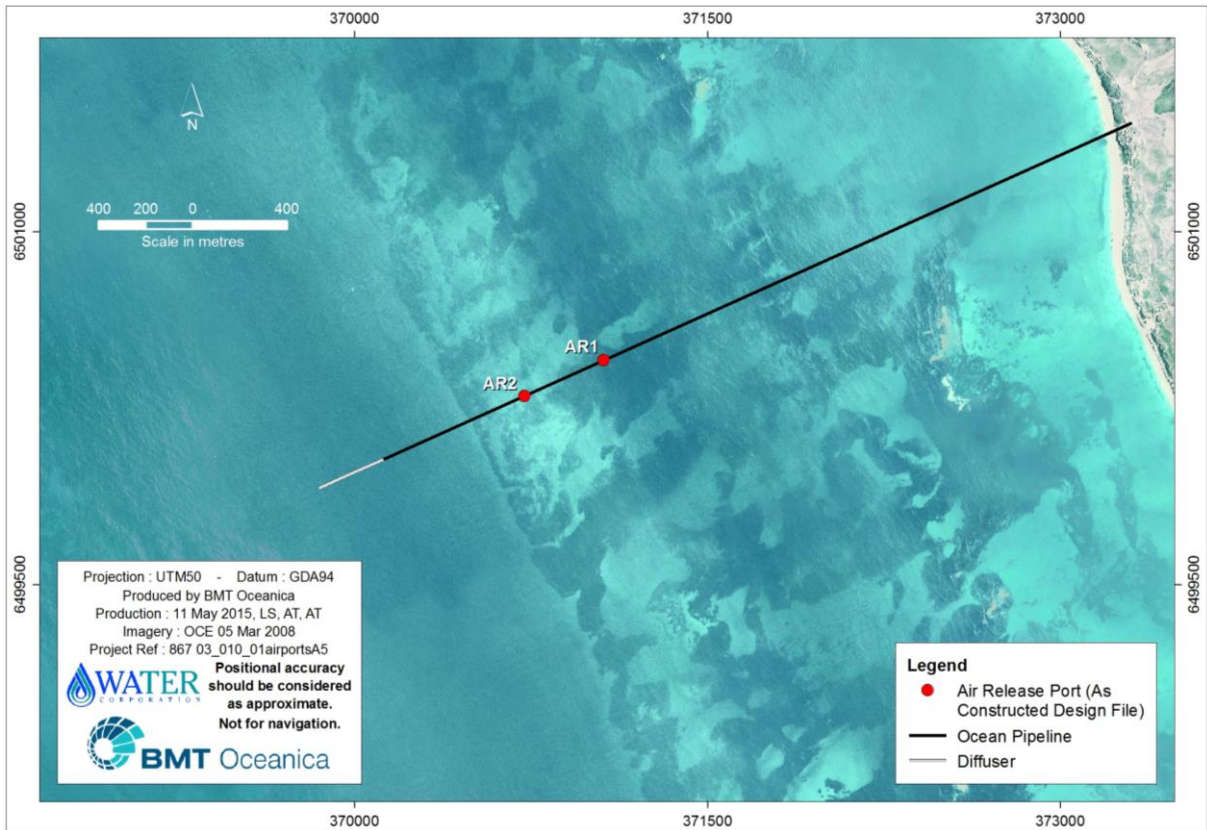 370000 371500 373000
N
400 200 0 400
Scale in metres
6501000 6501000
AR1
AR2
6499500 6499500
Projection : UTM50 - Datum : GDA94
Produced by BMT Oceanica
Production : 11 May 2015, LS, AT, AT
Imagery : OCE 05 Mar 2008
Project Ref : 867 03_010_01airportsA5
WATER
CORPORATION
Positional accuracy
should be considered
as approximate.
Not for navigation.
BMT Oceanica
Legend
Air Release Port (As
Constructed Design File)
Ocean Pipeline
Diffuser
370000 371500 373000